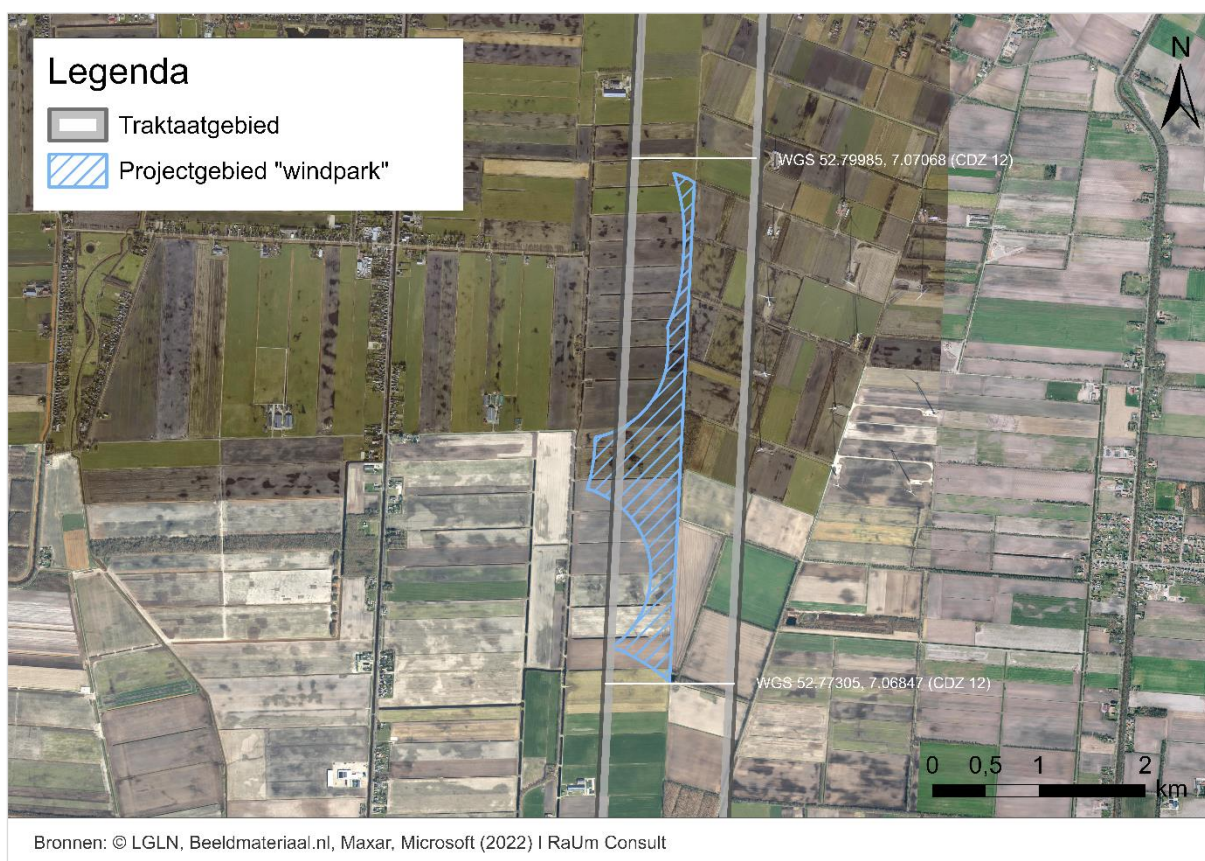 Legenda
Traktaatgebied
Projectgebied "windpark"
N
WGS 52.79985, 7.07068 (CDZ 12)
WGS 52.77305, 7.06847 (CDZ 12)
0 0,5 1 2
km
Bronnen: © LGLN, Beeldmateriaal.nl, Maxar, Microsoft (2022) I RaUm Consult